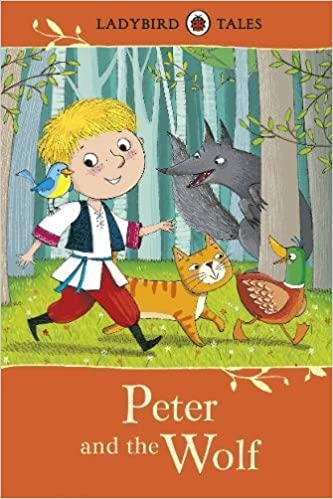 LADYBIRD TALES
Peter
and the Wolf